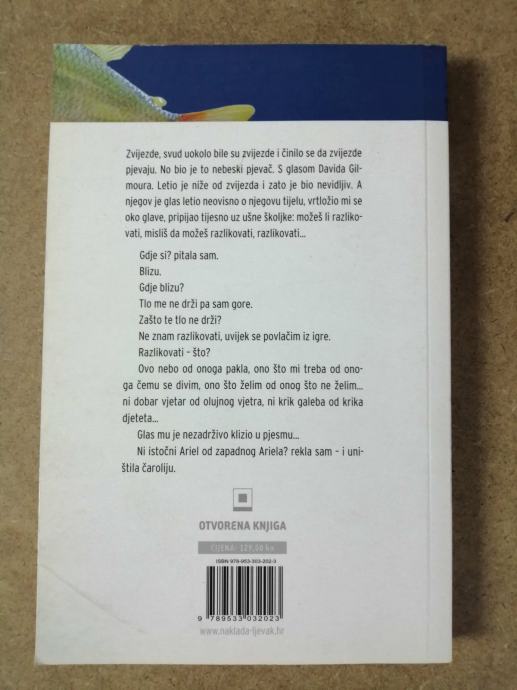 Zvijezde, svud uokolo bile su zvijezde i činilo se da zvijezde
pjevaju. No bio je to nebeski pjevač. S glasom Davida Gil-
moura. Letio je niže od zvijezda i zato je bio nevidljiv. A
njegov je glas letio neovisno o njegovu tijelu, vrtložio mi se
oko glave, pripijao tijesno uz ušne školjke: možeš li razliko-
vati, misliš da možeš razlikovati, razlikovati...
Gdje si? pitala sam.
Blizu.
Gdje blizu?
Tlo me ne drži pa sam gore.
Zašto te tlo ne drži?
Ne znam razlikovati, uvijek se povlačim iz igre.
Razlikovati – što?
Ovo nebo od onoga pakla, ono što mi treba od ono-
ga čemu se divim, ono što želim od onog što ne želim...
ni dobar vjetar od olujnog vjetra, ni krik galeba od krika
djeteta...
Glas mu je nezadrživo klizio u pjesmu...
Ni istočni Ariel od zapadnog Ariela? rekla sam – i uni-
štila čaroliju.
OTVORENA KNJIGA
CIJENA: 129,00 kn
ISBN 978-953-303-202-3
9 789533 032023
www.naklada-ljevak.hr